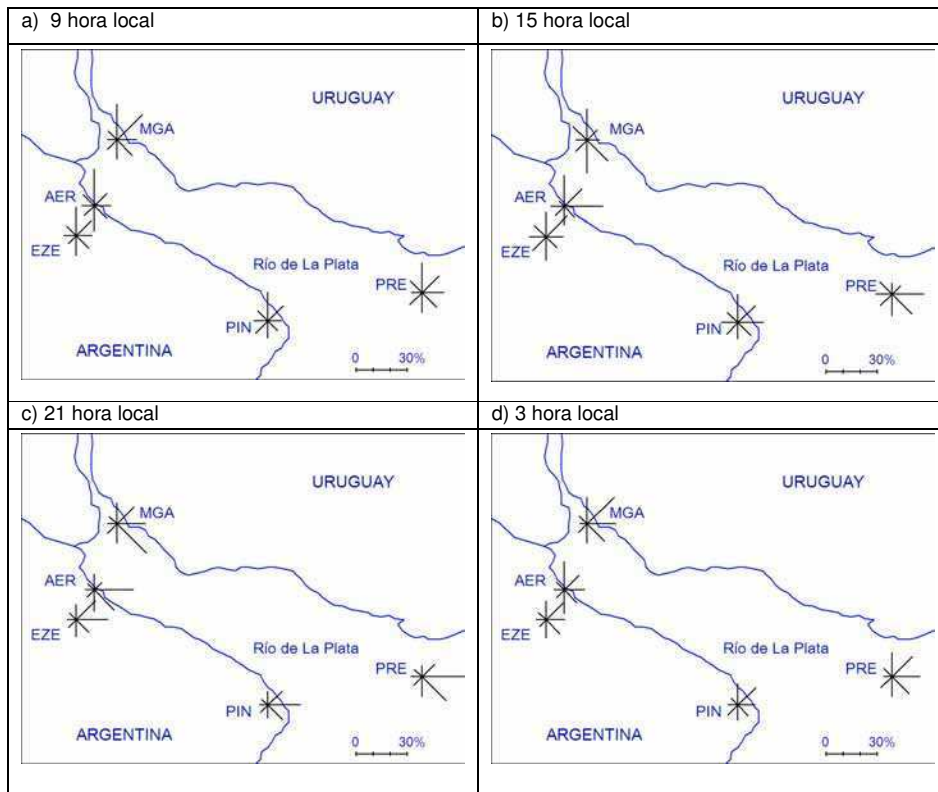 a) 9 hora local
URUGUAY
MGA
AER
EZE
Río de La Plata
PRE
PIN
ARGENTINA
0 30%
b) 15 hora local
URUGUAY
MGA
AER
EZE
Río de La Plata
PRE
PIN
ARGENTINA
0 30%
c) 21 hora local
URUGUAY
MGA
AER
EZE
Río de La Plata
PRE
PIN
ARGENTINA
0 30%
d) 3 hora local
URUGUAY
MGA
AER
EZE
Río de La Plata
PRE
PIN
ARGENTINA
0 30%